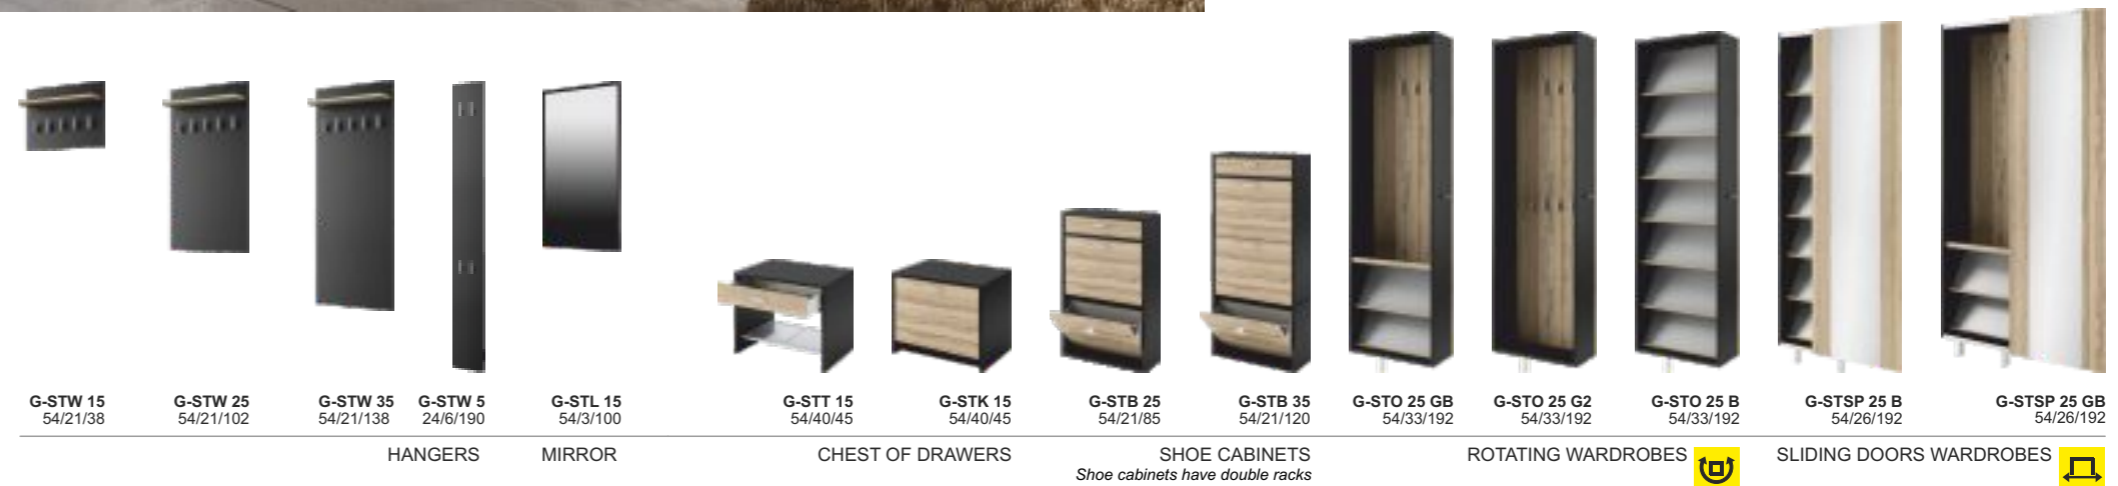 G-STW 15
54/21/38
G-STW 25
54/21/102
G-STW 35
54/21/138
G-STW 5
24/6/190
G-STL 15
54/3/100
G-STT 15
54/40/45
G-STK 15
54/40/45
G-STB 25
54/21/85
G-STB 35
54/21/120
G-STO 25 GB
54/33/192
G-STO 25 G2
54/33/192
G-STO 25 B
54/33/192
G-STSP 25 B
54/26/192
G-STSP 25 GB
54/26/192
HANGERS
MIRROR
CHEST OF DRAWERS
SHOE CABINETS
Shoe cabinets have double racks
ROTATING WARDROBES
SLIDING DOORS WARDROBES